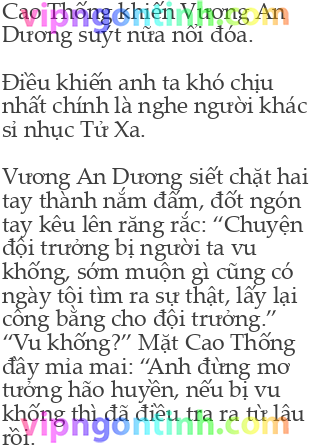 Cao Thống khiến Vương An
Dương suýt nữa nổi đóa.
Điều khiến anh ta khó chịu
nhất chính là nghe người khác
sỉ nhục Tử Xa.
Vương An Dương siết chặt hai
tay thành nắm đấm, đốt ngón
tay kêu lên răng rắc: “Chuyện
đội trưởng bị người ta vu
khống, sớm muộn gì cũng có
ngày tôi tìm ra sự thật, lấy lại
công bằng cho đội trưởng.”
“Vu khống?” Mặt Cao Thống
đầy mỉa mai: “Anh đừng mơ
tưởng hão huyền, nếu bị vu
khống thì đã điều tra ra từ lâu
rồi.
vipngontinh.com
vipngontinh.com